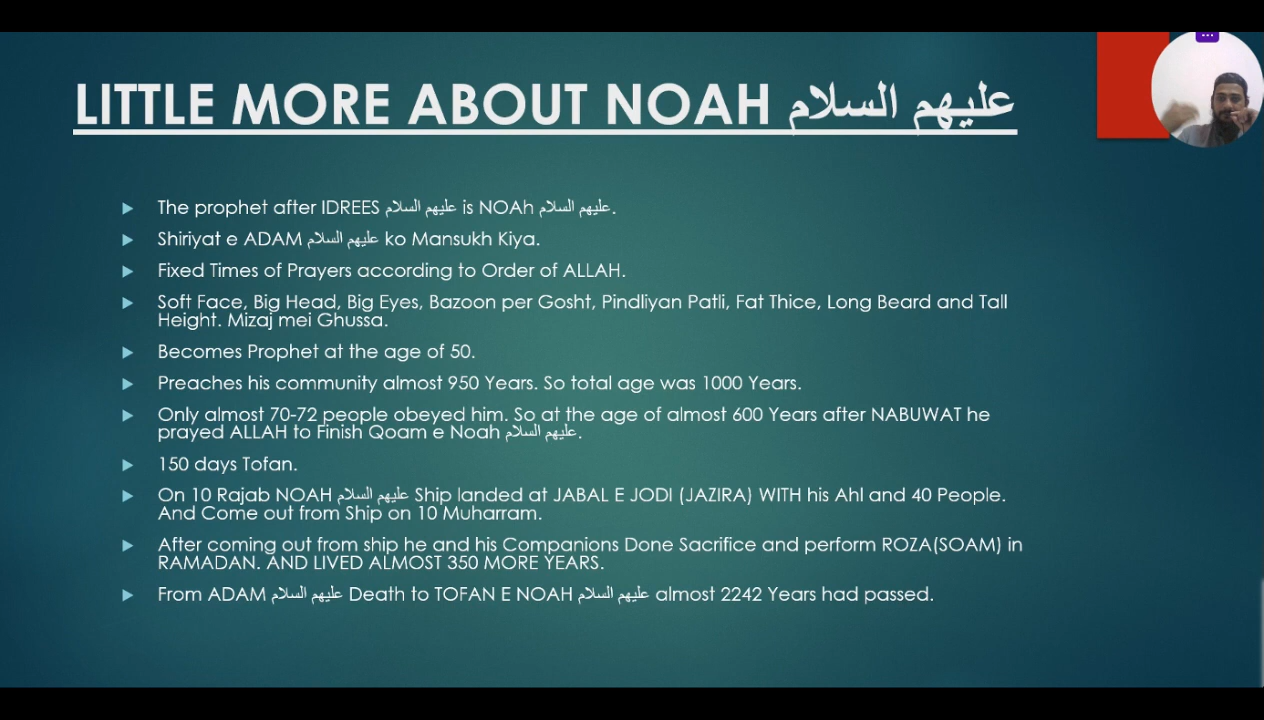 LITTLE MORE ABOUT NOAH عليهم السلام
The prophet after IDREES عليهم السلام is NOAh عليهم السلام.
Shiriyat e ADAM عليهم السلام ko Mansukh Kiya.
Fixed Times of Prayers according to Order of ALLAH.
Soft Face, Big Head, Big Eyes, Bazoon per Gosht, Pindliyan Patli, Fat Thice, Long Beard and Tall
Height. Mizaj mei Ghussa.
Becomes Prophet at the age of 50.
Preaches his community almost 950 Years. So total age was 1000 Years.
Only almost 70-72 people obeyed him. So at the age of almost 600 Years after NABUWAT he
prayed ALLAH to Finish Qoam e Noah عليهم السلام.
150 days Tofan.
On 10 Rajab NOAH عليهم السلام Ship landed at JABAL E JODI (JAZIRA) WITH his Ahl and 40 People.
And Come out from Ship on 10 Muharram.
After coming out from ship he and his Companions Done Sacrifice and perform ROZA(SOAM) in
RAMADAN. AND LIVED ALMOST 350 MORE YEARS.
From ADAM عليهم السلام Death to TOFAN E NOAH عليهم السلام almost 2242 Years had passed.